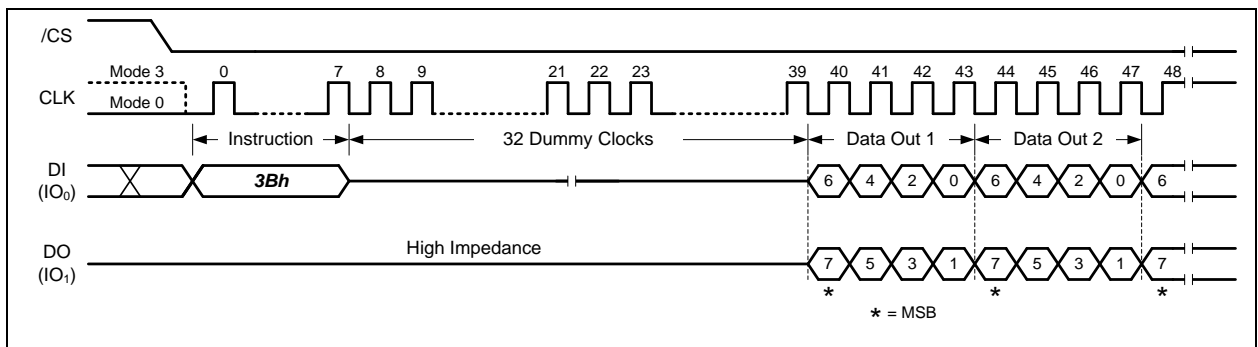 /CS
Mode 3 0 7 8 9 21 22 23 39 40 41 42 43 44 45 46 47 48
CLK
Mode 0
Instruction 32 Dummy Clocks Data Out 1 Data Out 2
DI
(IO0)
3Bh 6 4 2 0 6 4 2 0 6
High Impedance
DO
(IO1)
7 5 3 1 7 5 3 1 7
* * *
* = MSB